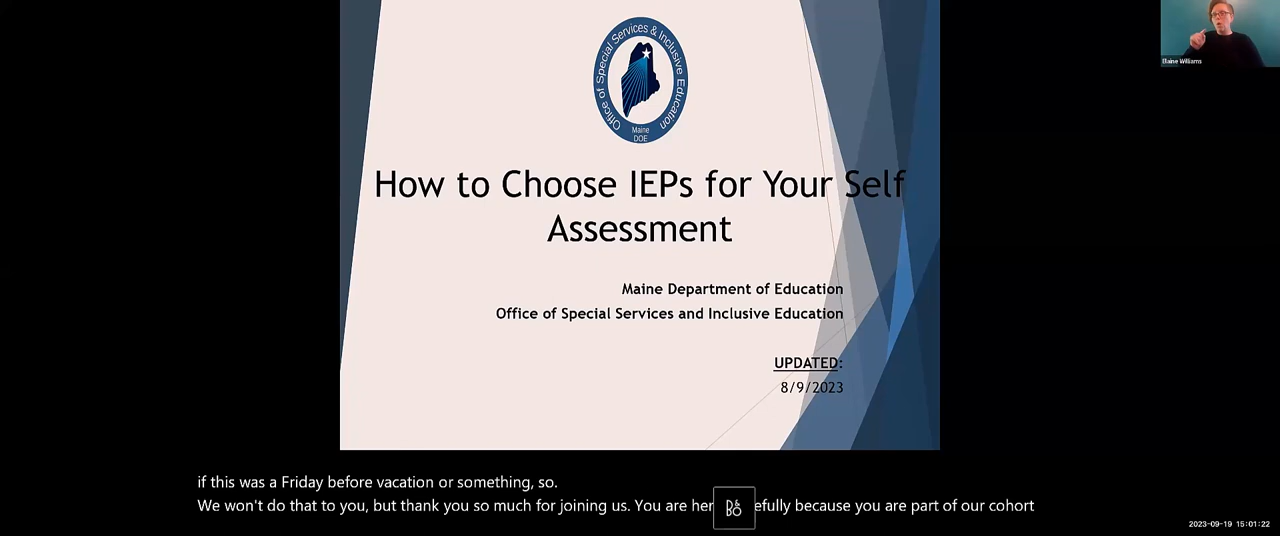 Office of Special Services & Inclusive Education
Maine
DOE
Elaine Williams
How to Choose IEPs for Your Self
Assessment
Maine Department of Education
Office of Special Services and Inclusive Education
UPDATED:
8/9/2023
if this was a Friday before vacation or something, so.
We won't do that to you, but thank you so much for joining us. You are her efully because you are part of our cohort
B&O
2023-09-19 15:01:22